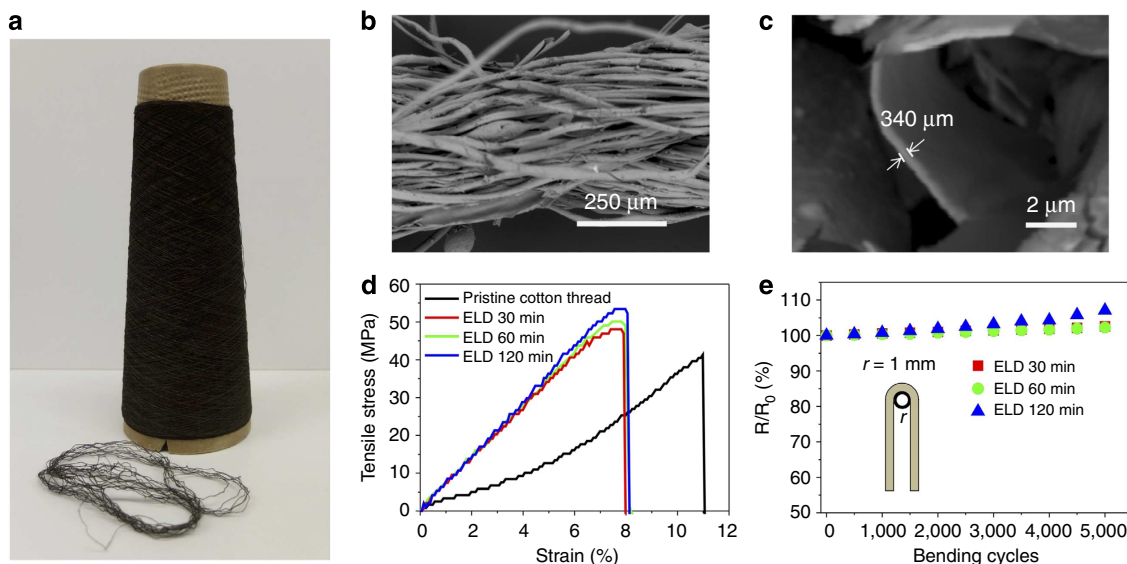 a
b
250 μm
c
340 μm
2 μm
d
Tensile stress (MPa)
60
50
40
30
20
10
0
0 2 4 6 8 10 12
Strain (%)
Pristine cotton thread
ELD 30 min
ELD 60 min
ELD 120 min
e
R/R0 (%)
110
100
90
80
70
60
50
0 1,000 2,000 3,000 4,000 5,000
Bending cycles
r = 1 mm
r
ELD 30 min
ELD 60 min
ELD 120 min